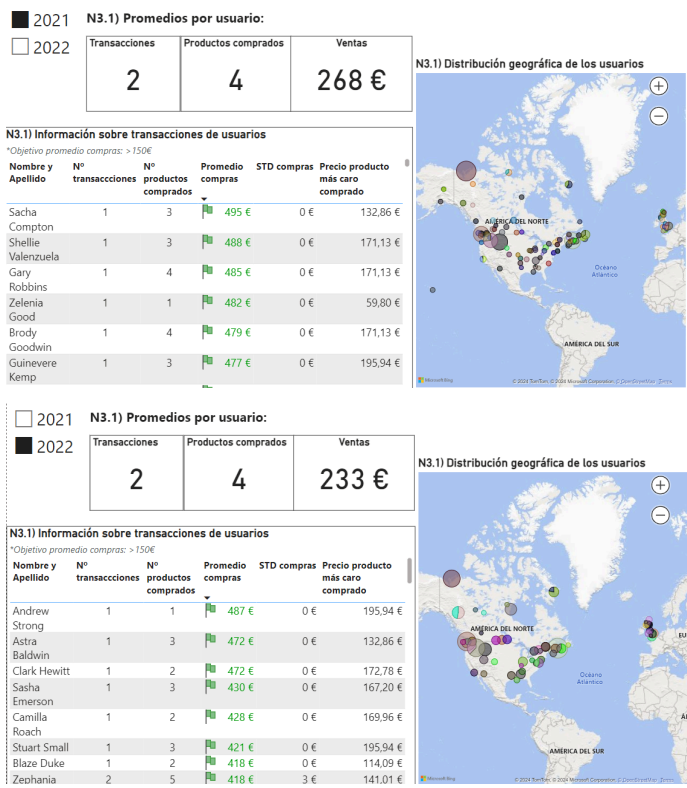 2021
2022
N3.1) Promedios por usuario:
Transacciones
Productos comprados
Ventas
2
4
268 €
N3.1) Distribución geográfica de los usuarios
N3.1) Información sobre transacciones de usuarios
*Objetivo promedio compras: >150€
Nombre y Nº Nº Promedio STD compras Precio producto
Apellido transaccciones productos compras más caro
comprados comprado
Sacha 1 3 495 € 0 € 132,86 €
Compton
Shellie 1 3 488 € 0 € 171,13 €
Valenzuela
Gary 1 4 485 € 0 € 171,13 €
Robbins
Zelenia 1 1 482 € 0 € 59,80 €
Good
Brody 1 4 479 € 0 € 171,13 €
Goodwin
Guinevere 1 3 477 € 0 € 195,94 €
Kemp
AMÉRICA DEL NORTE
Océano
Atlántico
AMÉRICA DEL SUR
Microsoft Bing
© 2024 TomTom, © 2024 Microsoft Corporation, © OpenStreetMap Terms
2021
2022
N3.1) Promedios por usuario:
Transacciones
Productos comprados
Ventas
2
4
233 €
N3.1) Distribución geográfica de los usuarios
N3.1) Información sobre transacciones de usuarios
*Objetivo promedio compras: >150€
Nombre y Nº Nº Promedio STD compras Precio producto
Apellido transaccciones productos compras más caro
comprados comprado
Andrew 1 1 487 € 0 € 195,94 €
Strong
Astra 1 3 472 € 0 € 132,86 €
Baldwin
Clark Hewitt 1 2 472 € 0 € 172,78 €
Sasha 1 3 430 € 0 € 167,20 €
Emerson
Camilla 1 2 428 € 0 € 169,96 €
Roach
Stuart Small 1 3 421 € 0 € 195,94 €
Blaze Duke 1 2 418 € 0 € 114,09 €
Zephania 2 5 418 € 3 € 141,01 €
AMÉRICA DEL NORTE
EU
Océano
Atlántico
ÁF
AMÉRICA DEL SUR
Microsoft Bing
© 2024 TomTom, © 2024 Microsoft Corporation, © OpenStreetMap Terms